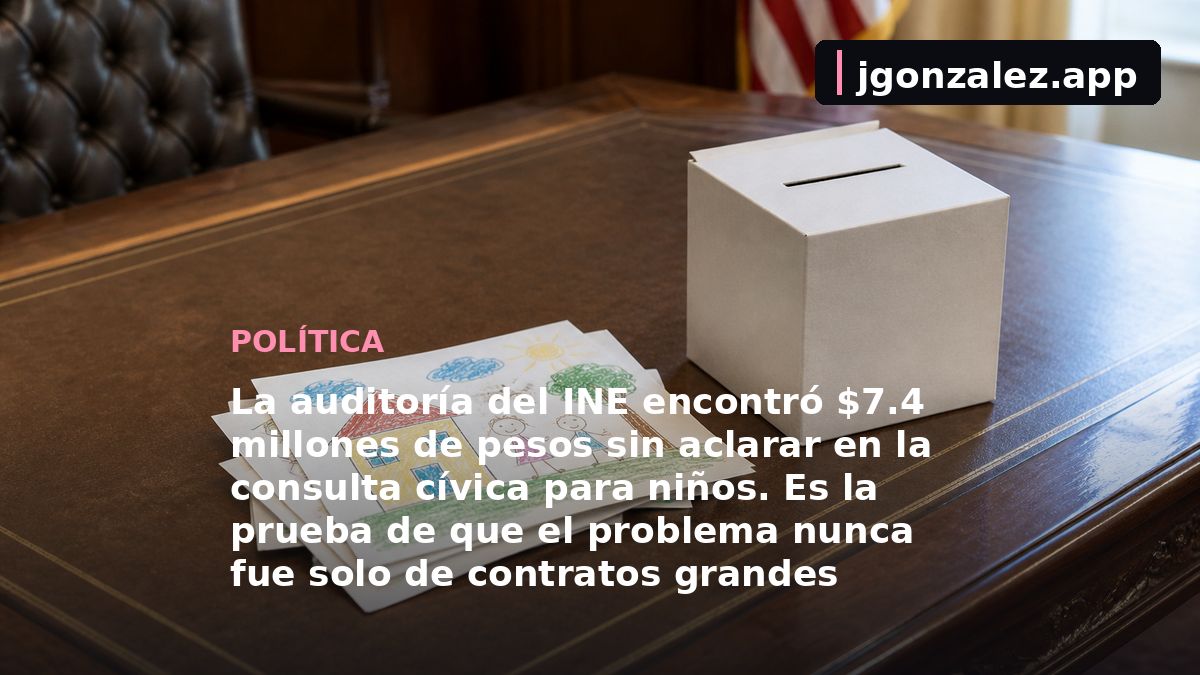 jgonzalez.app
POLÍTICA
La auditoría del INE encontró $7.4
millones de pesos sin aclarar en la
consulta cívica para niños. Es la
prueba de que el problema nunca
fue solo de contratos grandes